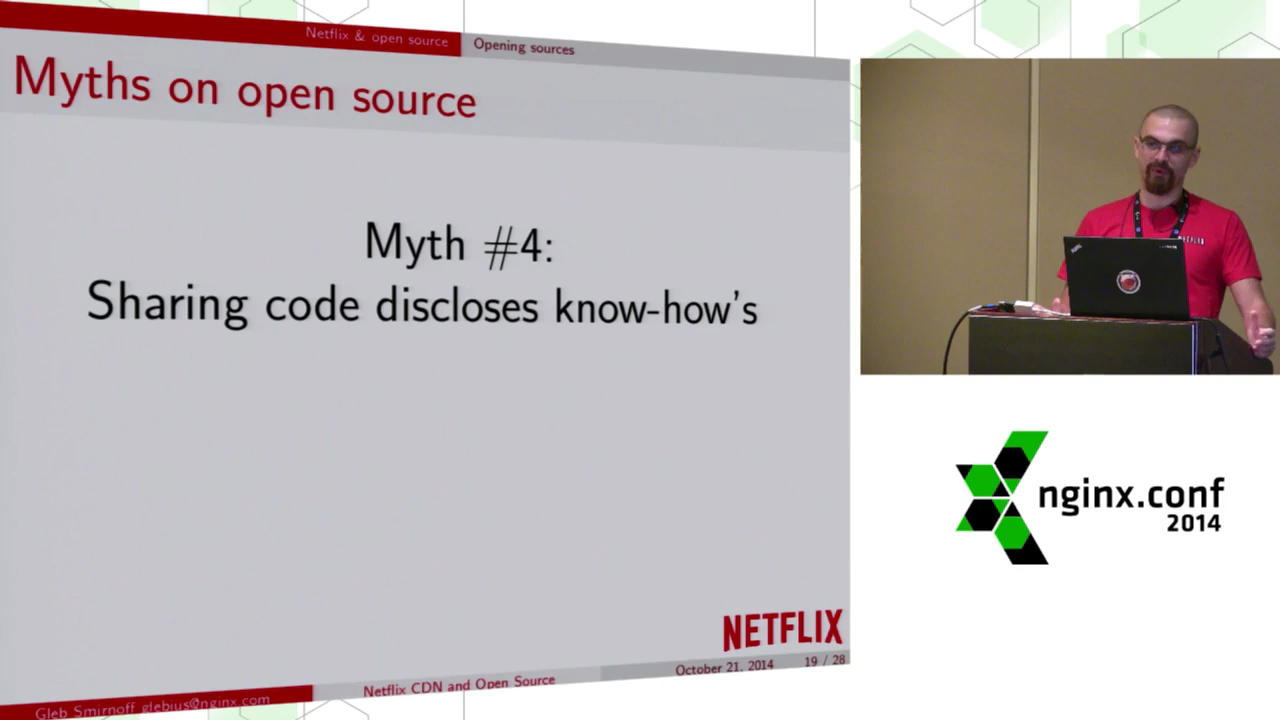 Netflix & open source
Opening sources
Myths on open source
Myth #4:
Sharing code discloses know-how's
NETFLIX
October 21, 2014
19 / 28
Netflix CDN and Open Source
Gleb Smirnoff glebius@nginx.com
NETFLIX
nginx.conf
2014